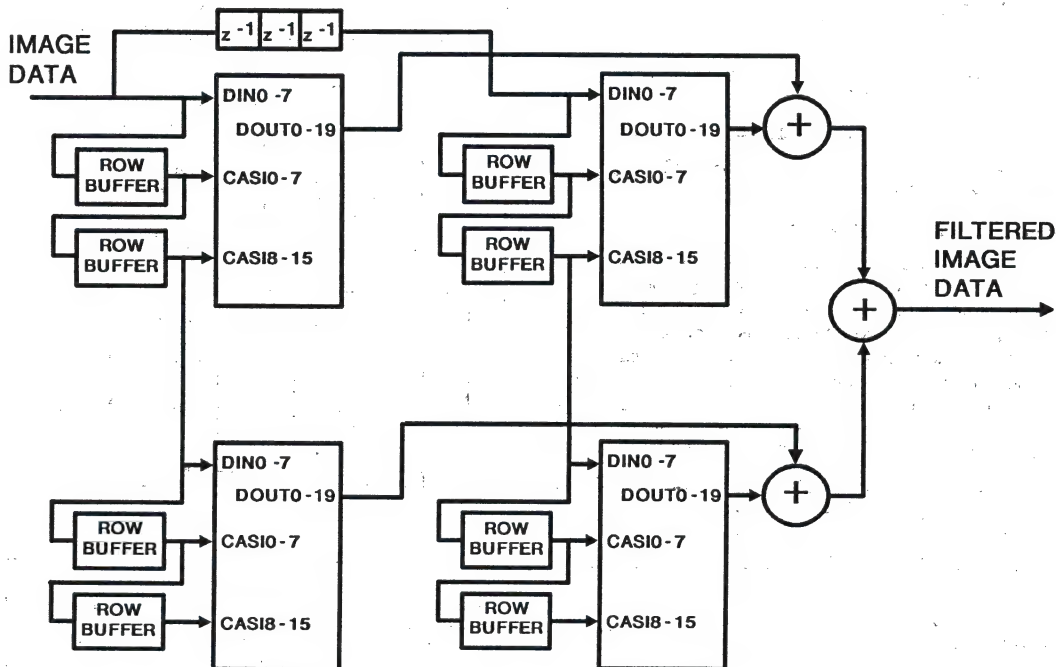 IMAGE
DATA
z -1 z -1 z -1
DIN0 -7
DOUT0 -19
ROW
BUFFER
CASI0 - 7
ROW
BUFFER
CASI8 - 15
DIN0 -7
DOUT0 -19
ROW
BUFFER
CASI0 - 7
ROW
BUFFER
CASI8 - 15
+
+
FILTERED
IMAGE
DATA
DIN0 -7
DOUT0 -19
ROW
BUFFER
CASI0 - 7
ROW
BUFFER
CASI8 - 15
DIN0 -7
DOUT0 -19
ROW
BUFFER
CASI0 - 7
ROW
BUFFER
CASI8 - 15
+